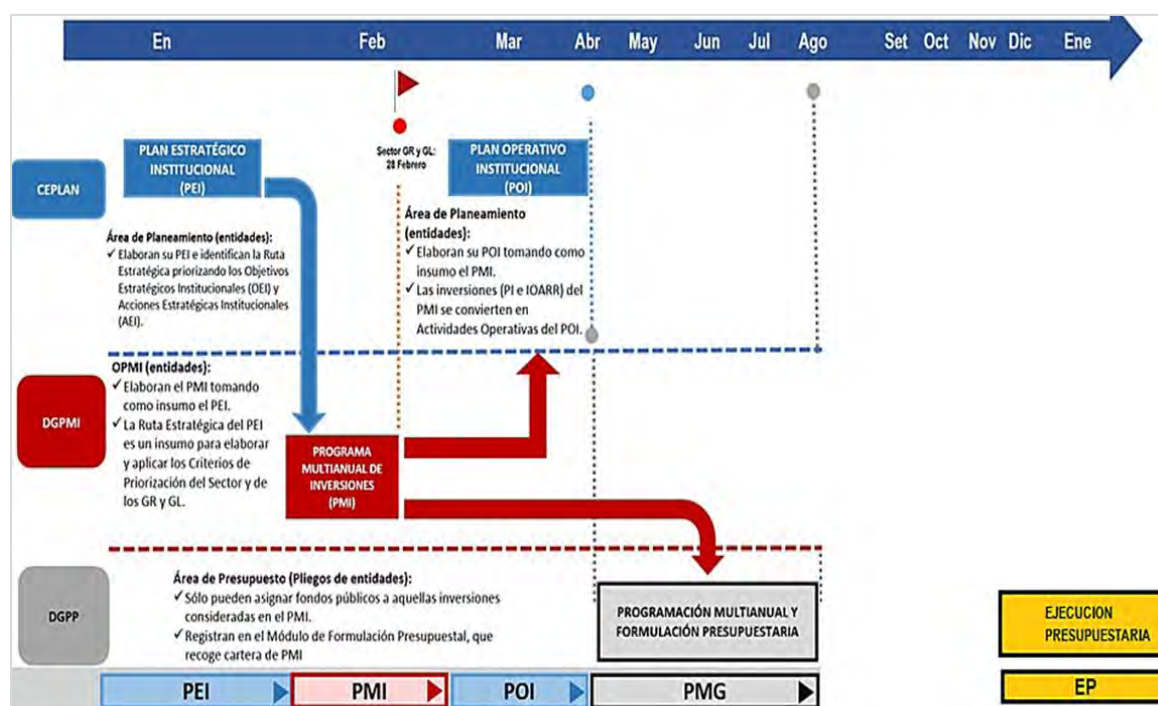 En Feb Mar Abr May Jun Jul Ago Set Oct Nov Dic Ene
Sector GR y GL:
28 Febrero
CEPLAN
PLAN ESTRATÉGICO
INSTITUCIONAL
(PEI)
Área de Planeamiento (entidades):
✓ Elaboran su PEI e identifican la Ruta
Estratégica priorizando los Objetivos
Estratégicos Institucionales (OEI) y
Acciones Estratégicas Institucionales
(AEI).
PLAN OPERATIVO
INSTITUCIONAL
(POI)
Área de Planeamiento
(entidades):
✓ Elaboran su POI tomando como
insumo el PMI.
✓ Las inversiones (PI e IOARR) del
PMI se convierten en
Actividades Operativas del POI.
DGPMI
OPMI (entidades):
✓ Elaboran el PMI tomando
como insumo el PEI.
✓ La Ruta Estratégica del PEI
es un insumo para elaborar
y aplicar los Criterios de
Priorización del Sector y de
los GR y GL.
PROGRAMA
MULTIANUAL DE
INVERSIONES
(PMI)
DGPP
Área de Presupuesto (Pliegos de entidades):
✓ Sólo pueden asignar fondos públicos a aquellas inversiones
consideradas en el PMI.
✓ Registran en el Módulo de Formulación Presupuestal, que
recoge cartera de PMI
PROGRAMACIÓN MULTIANUAL Y
FORMULACIÓN PRESUPUESTARIA
EJECUCION
PRESUPUESTARIA
PEI PMI POI PMG EP